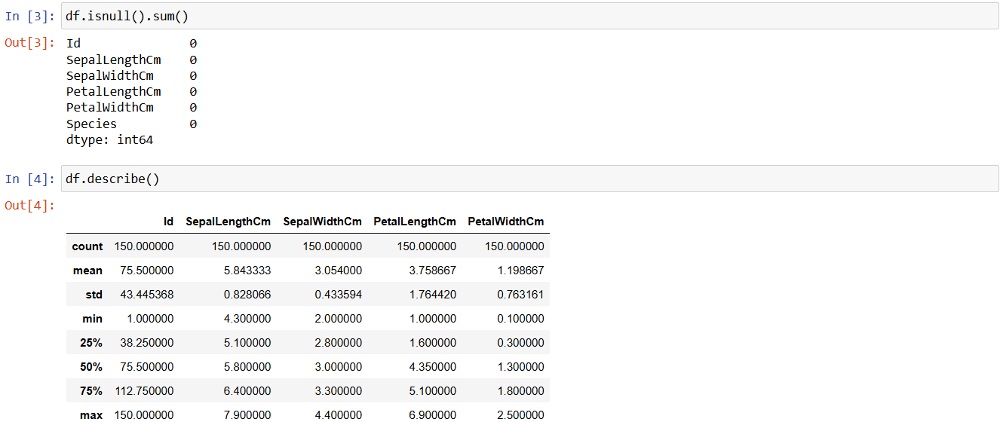 In [3]: df.isnull().sum()
Out[3]: Id 0
SepalLengthCm 0
SepalWidthCm 0
PetalLengthCm 0
PetalWidthCm 0
Species 0
dtype: int64
In [4]: df.describe()
Out[4]:
Id SepalLengthCm SepalWidthCm PetalLengthCm PetalWidthCm
count 150.000000 150.000000 150.000000 150.000000 150.000000
mean 75.500000 5.843333 3.054000 3.758667 1.198667
std 43.445368 0.828066 0.433594 1.764420 0.763161
min 1.000000 4.300000 2.000000 1.000000 0.100000
25% 38.250000 5.100000 2.800000 1.600000 0.300000
50% 75.500000 5.800000 3.000000 4.350000 1.300000
75% 112.750000 6.400000 3.300000 5.100000 1.800000
max 150.000000 7.900000 4.400000 6.900000 2.500000